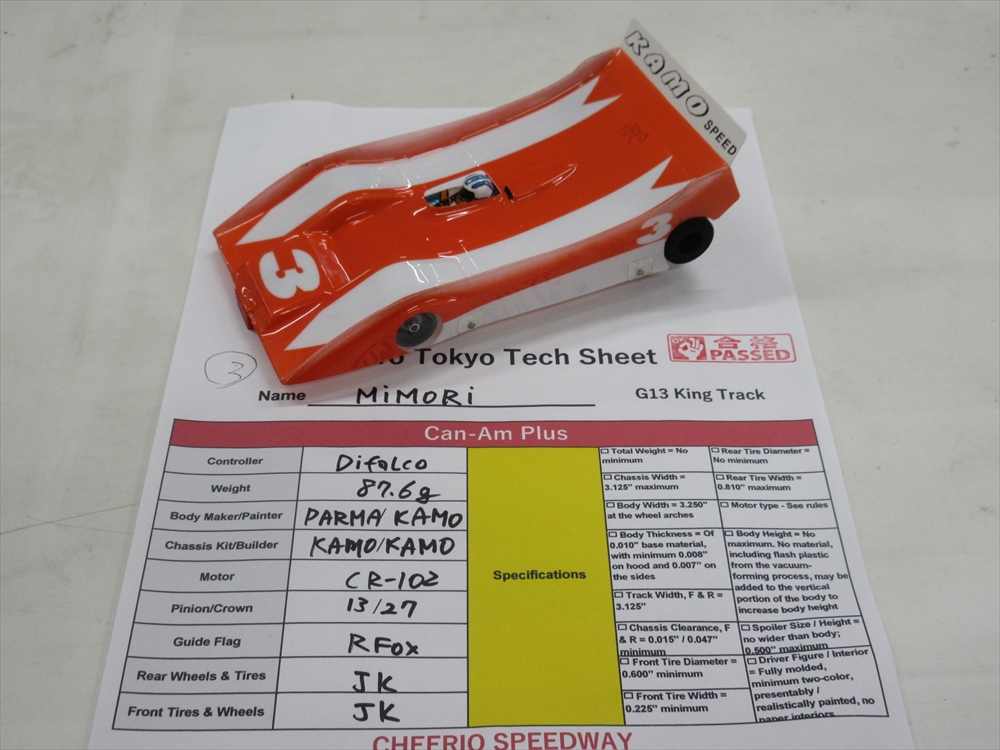 KAMO
SPEED
3
3
3
Tokyo Tech Sheet
合格
PASSED
Name MiMORi
G13 King Track
Can-Am Plus
Controller Difalco
Weight 87.6g
Body Maker/Painter PARMA/KAMO
Chassis Kit/Builder KAMO/KAMO
Motor CR-102
Pinion/Crown 13/27
Guide Flag RFox
Rear Wheels & Tires JK
Front Tires & Wheels JK
Specifications
☐ Total Weight = No
minimum
☐ Rear Tire Diameter =
No minimum
☐ Chassis Width =
3.125" maximum
☐ Rear Tire Width =
0.810" maximum
☐ Body Width = 3.250"
at the wheel arches
☐ Motor type - See rules
☐ Body Thickness = Of
0.010" base material,
with minimum 0.008"
on hood and 0.007" on
the sides
☐ Body Height = No
maximum. No material,
including flash plastic
from the vacuum-
forming process, may be
added to the vertical
portion of the body to
increase body height
☐ Track Width, F & R =
3.125"
☐ Chassis Clearance, F
& R = 0.015" / 0.047"
☐ Spoiler Size / Height =
no wider than body;
0.500" maximum
☐ Front Tire Diameter =
0.600" minimum
☐ Driver Figure / Interior
= Fully molded,
minimum two-color,
presentably /
realistically painted, no
paper interiors
☐ Front Tire Width =
0.225" minimum
CHEERIO SPEEDWAY